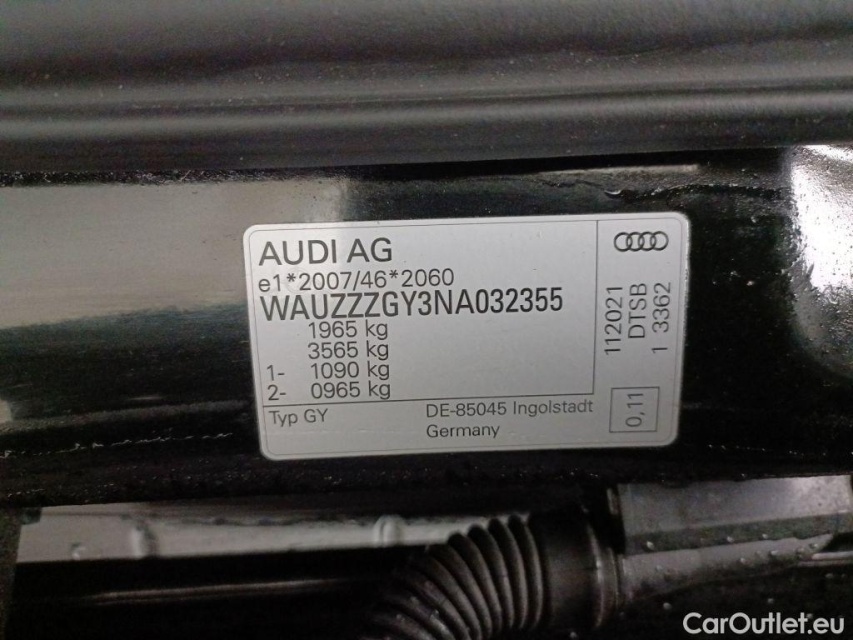 AUDI AG
e1*2007/46*2060
WAUZZZGY3NA032355
1965 kg
3565 kg
1- 1090 kg
2- 0965 kg
Typ GY
DE-85045 Ingolstadt
Germany
112021
DTSB
1 3362
0,11
CarOutlet.eu